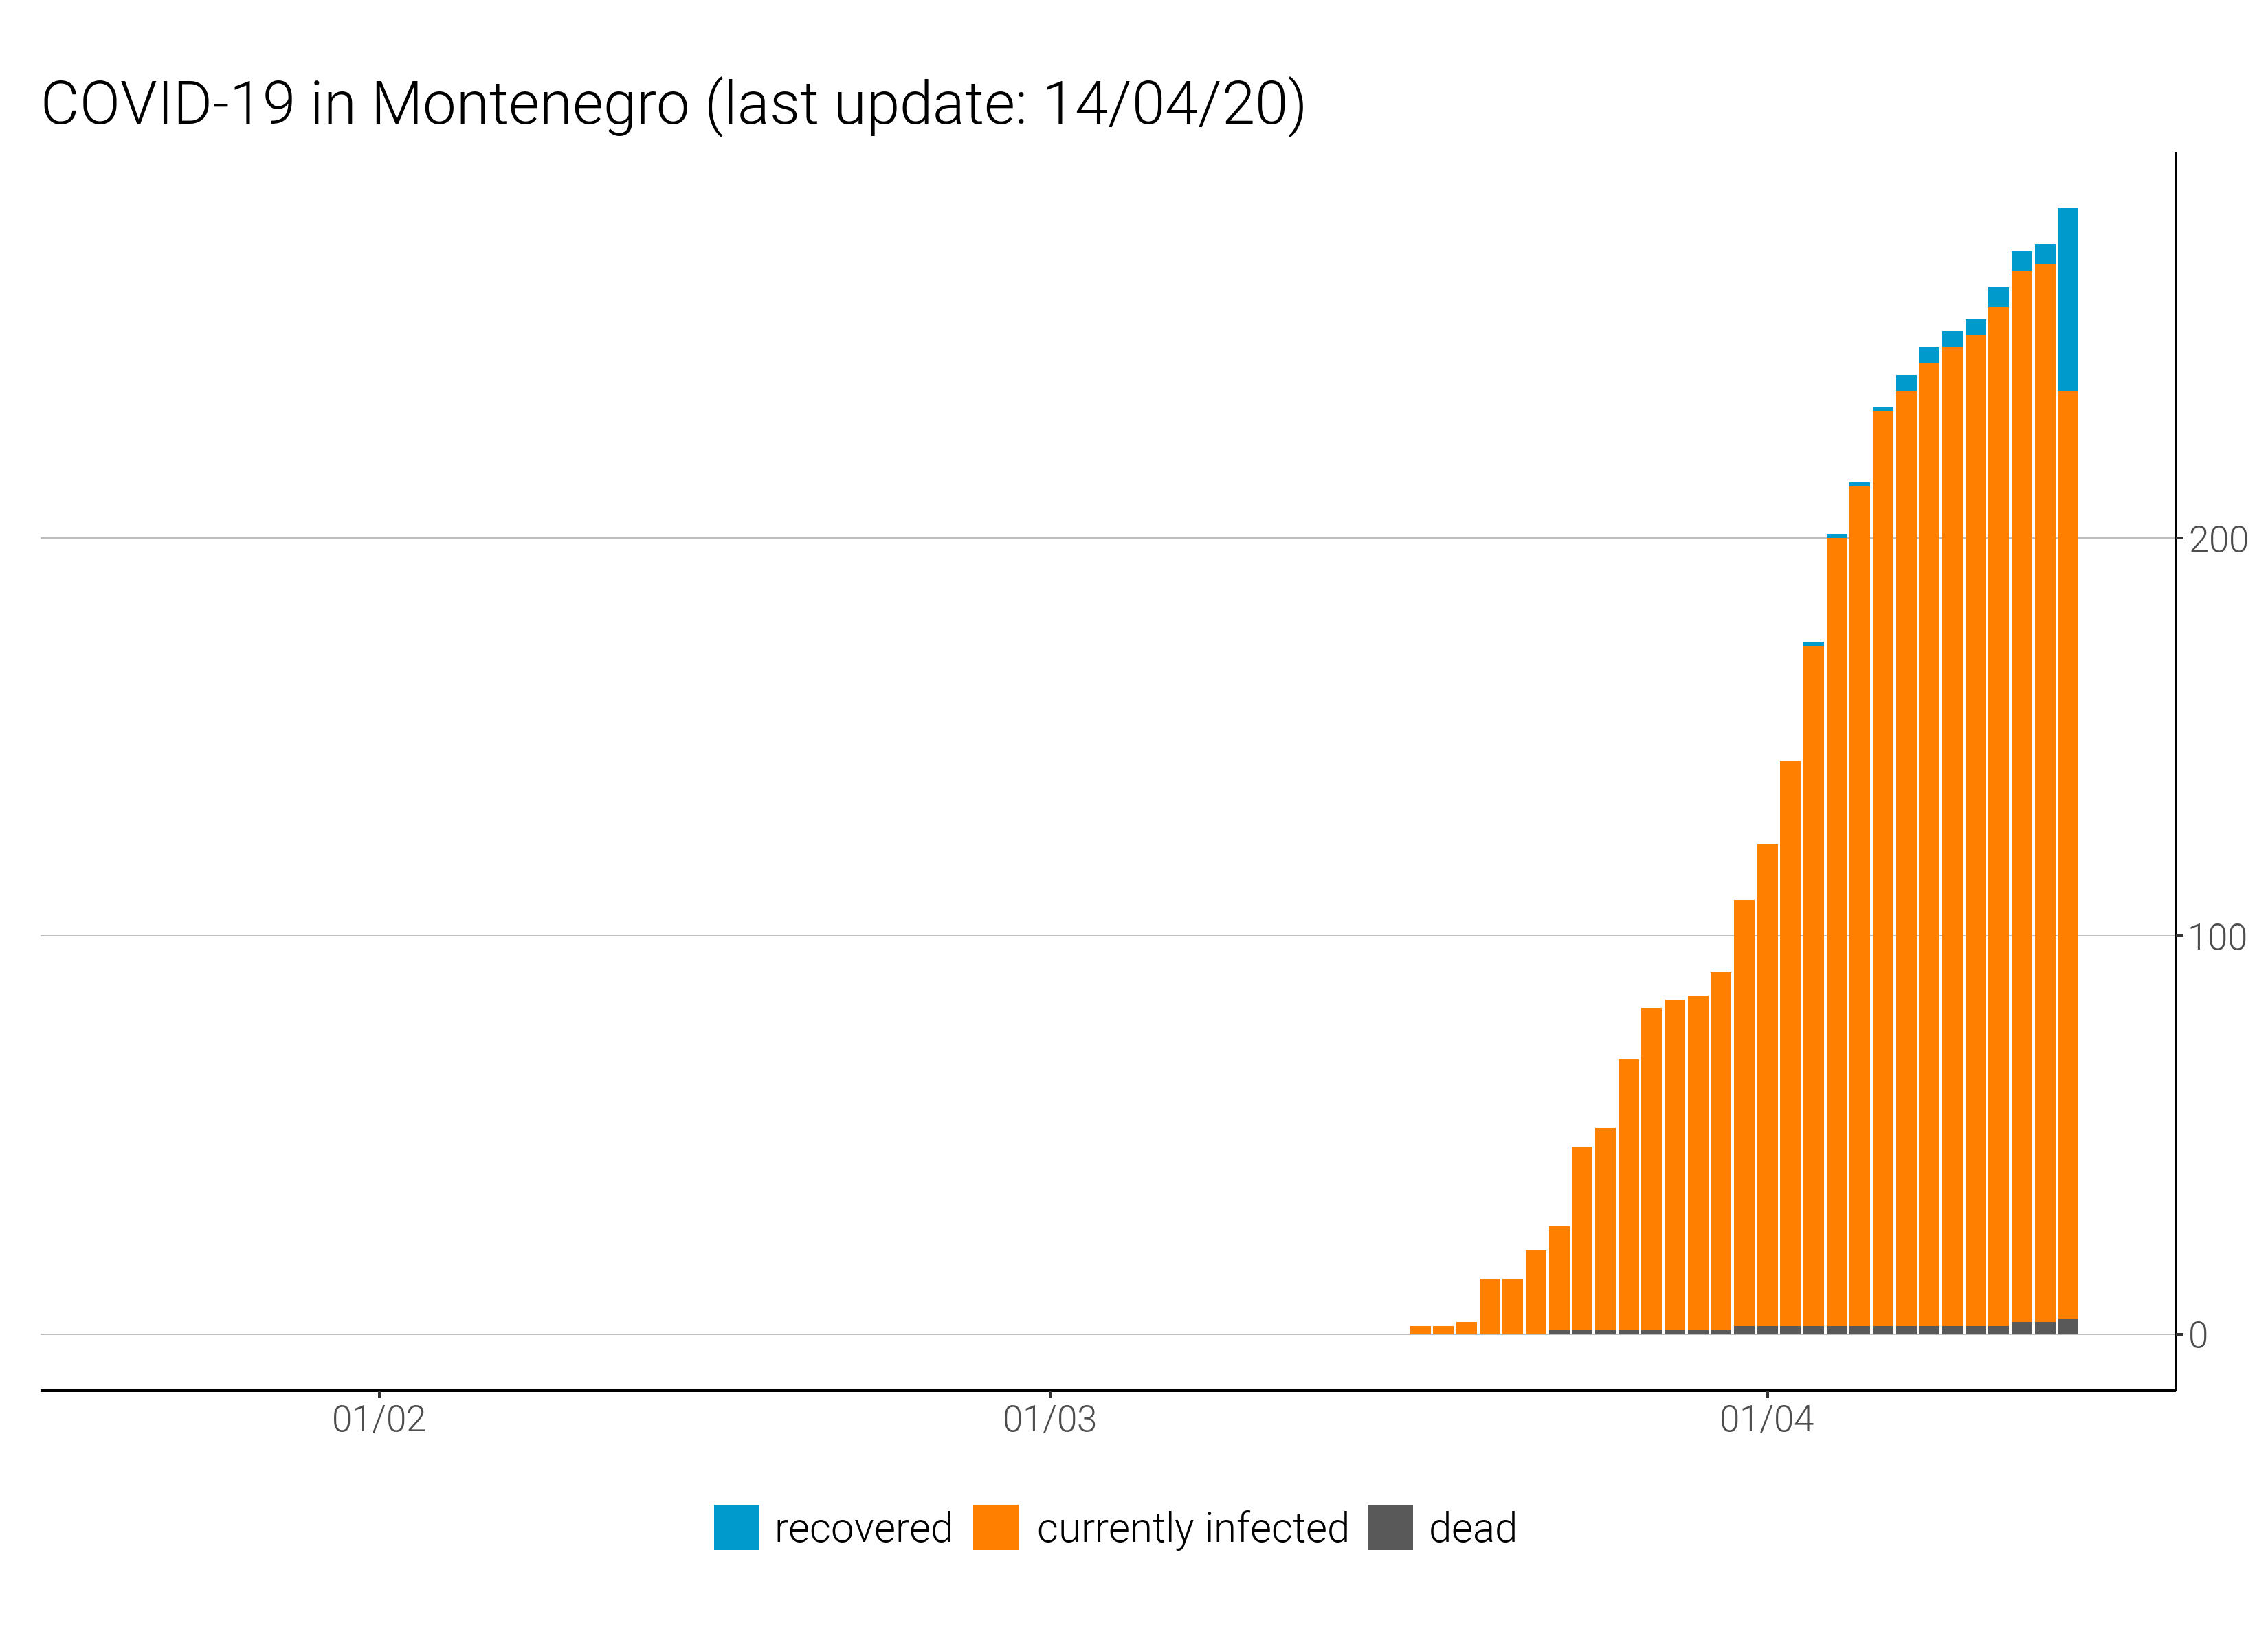 COVID-19 in Montenegro (last update: 14/04/20)
200
100
0
01/02 01/03 01/04
recovered currently infected dead